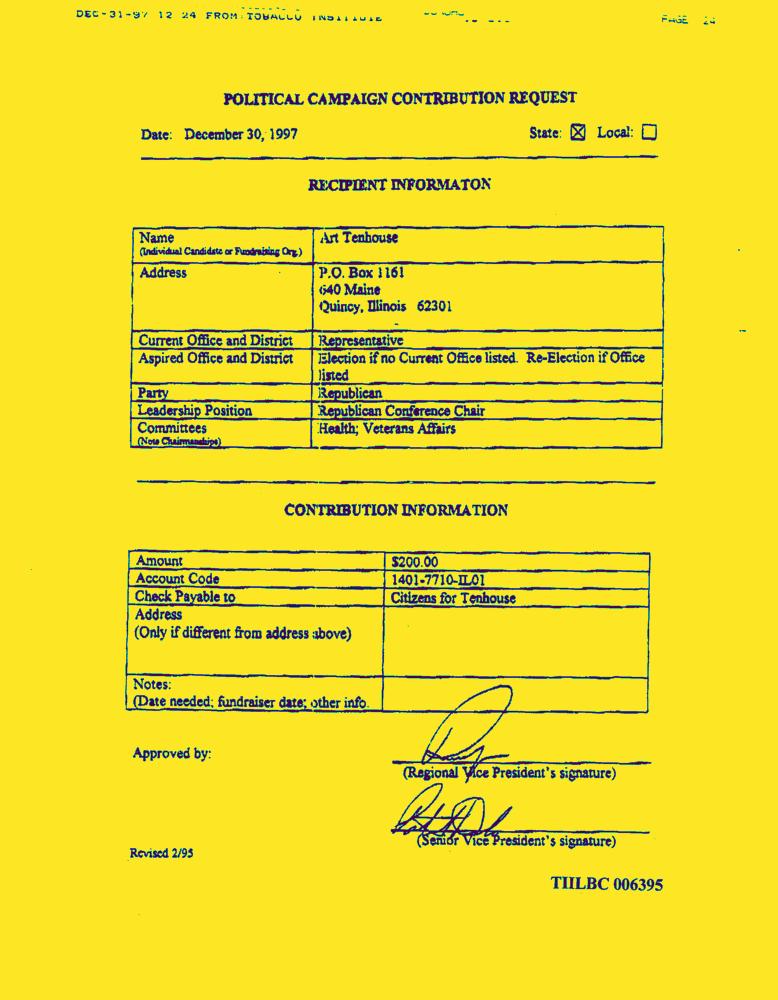 DEC-31-97 12 24 FROM: TOBACCO INSTITUTE PAGE 24
POLITICAL CAMPAIGN CONTRIBUTION REQUEST
Date: December 30, 1997 State: ☒ Local: ☐
RECIPIENT INFORMATON
Name Art Tenhouse
(Individual Candidate or Fundraising Org.)
Address P.O. Box 1161
640 Maine
Quincy, Illinois 62301
Current Office and District Representative
Aspired Office and District Election if no Current Office listed. Re-Election if Office
listed
Party Republican
Leadership Position Republican Conference Chair
Committees Health; Veterans Affairs
(Note Chairmanships)
CONTRIBUTION INFORMATION
Amount $200.00
Account Code 1401-7710-IL01
Check Payable to Citizens for Tenhouse
Address
(Only if different from address above)
Notes:
(Date needed; fundraiser date; other info.
Approved by:
(Regional Vice President's signature)
(Senior Vice President's signature)
Revised 2/95
TIILBC 006395